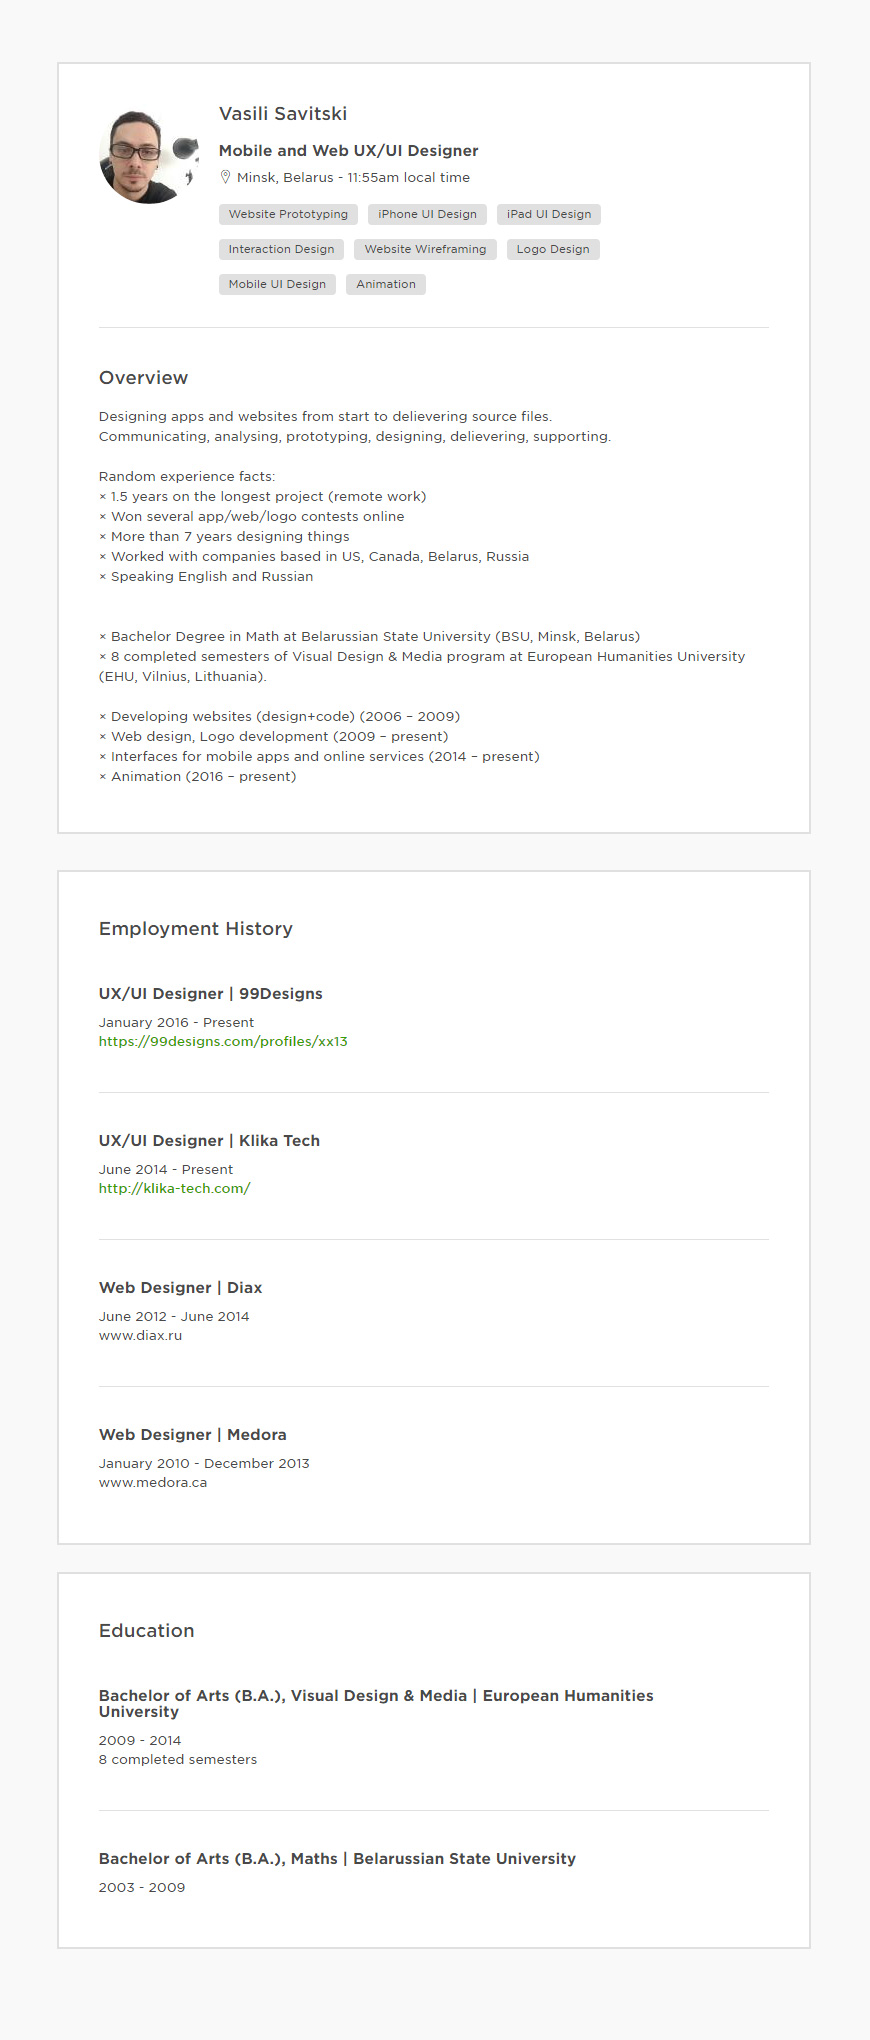 Vasili Savitski
Mobile and Web UX/UI Designer
Minsk, Belarus - 11:55am local time
Website Prototyping iPhone UI Design iPad UI Design
Interaction Design Website Wireframing Logo Design
Mobile UI Design Animation
Overview
Designing apps and websites from start to delievering source files.
Communicating, analysing, prototyping, designing, delievering, supporting.
Random experience facts:
× 1.5 years on the longest project (remote work)
× Won several app/web/logo contests online
× More than 7 years designing things
× Worked with companies based in US, Canada, Belarus, Russia
× Speaking English and Russian
× Bachelor Degree in Math at Belarussian State University (BSU, Minsk, Belarus)
× 8 completed semesters of Visual Design & Media program at European Humanities University
(EHU, Vilnius, Lithuania).
× Developing websites (design+code) (2006 – 2009)
× Web design, Logo development (2009 – present)
× Interfaces for mobile apps and online services (2014 – present)
× Animation (2016 – present)
Employment History
UX/UI Designer | 99Designs
January 2016 - Present
https://99designs.com/profiles/xx13
UX/UI Designer | Klika Tech
June 2014 - Present
http://klika-tech.com/
Web Designer | Diax
June 2012 - June 2014
www.diax.ru
Web Designer | Medora
January 2010 - December 2013
www.medora.ca
Education
Bachelor of Arts (B.A.), Visual Design & Media | European Humanities
University
2009 - 2014
8 completed semesters
Bachelor of Arts (B.A.), Maths | Belarussian State University
2003 - 2009